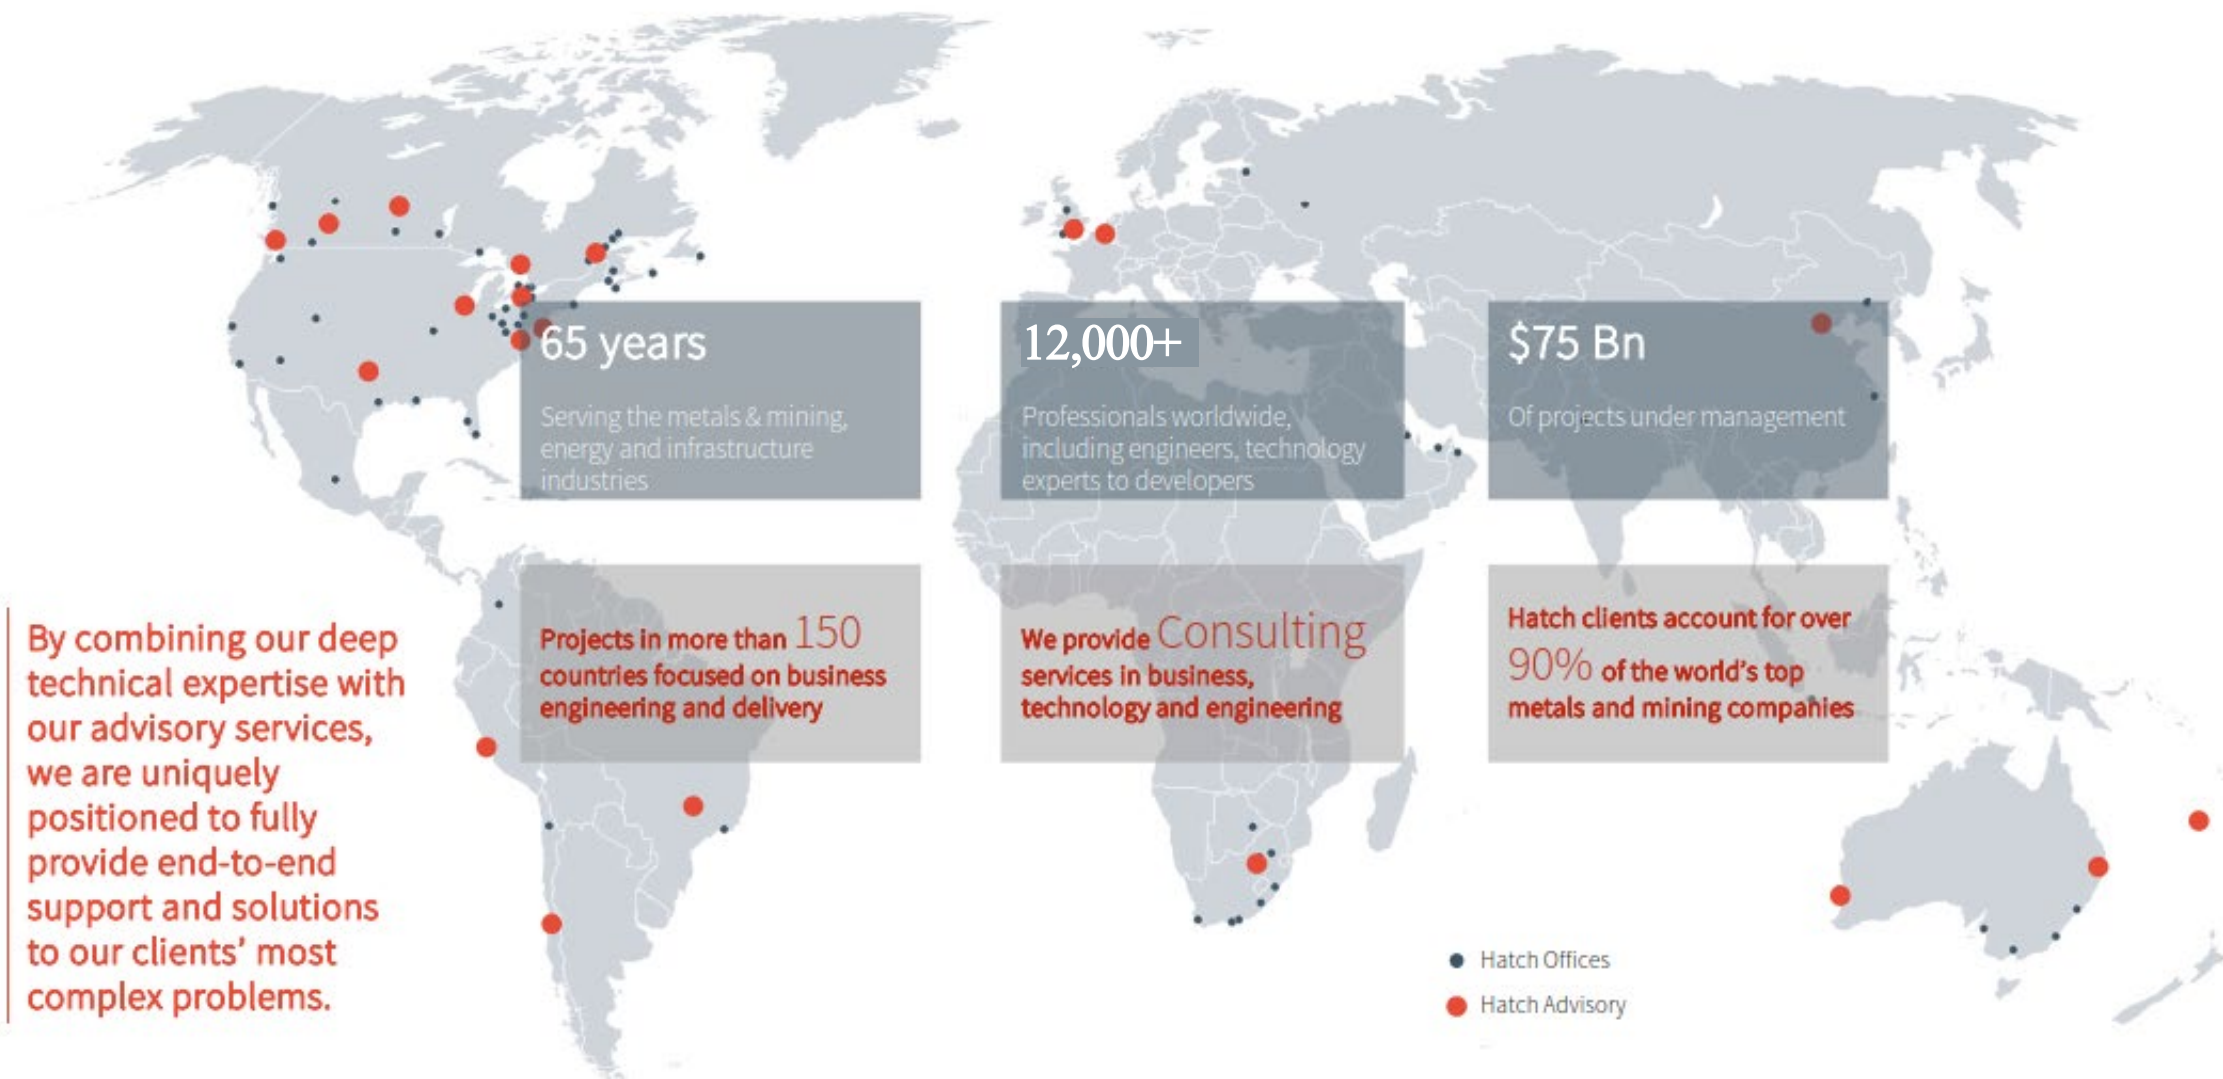 65 years
Serving the metals & mining,
energy and infrastructure
industries
12,000+
Professionals worldwide,
including engineers, technology
experts to developers
$75 Bn
Of projects under management
By combining our deep
technical expertise with
our advisory services,
we are uniquely
positioned to fully
provide end-to-end
support and solutions
to our clients' most
complex problems.
Projects in more than 150
countries focused on business
engineering and delivery
We provide Consulting
services in business,
technology and engineering
Hatch clients account for over
90% of the world's top
metals and mining companies
Hatch Offices
Hatch Advisory